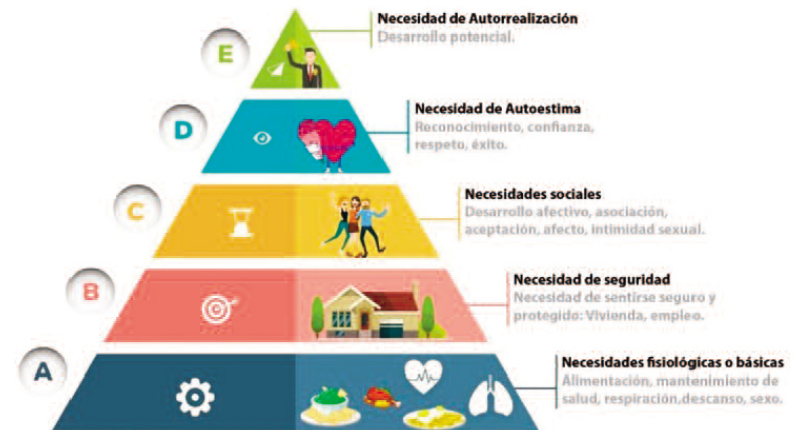 Necesidad de Autorrealización
Desarrollo potencial.
E
Necesidad de Autoestima
Reconocimiento, confianza,
respeto, éxito.
D
Necesidades sociales
Desarrollo afectivo, asociación,
aceptación, afecto, intimidad sexual.
C
Necesidad de seguridad
Necesidad de sentirse seguro y
protegido: Vivienda, empleo.
B
Necesidades fisiológicas o básicas
Alimentación, mantenimiento de
salud, respiración,descanso, sexo.
A